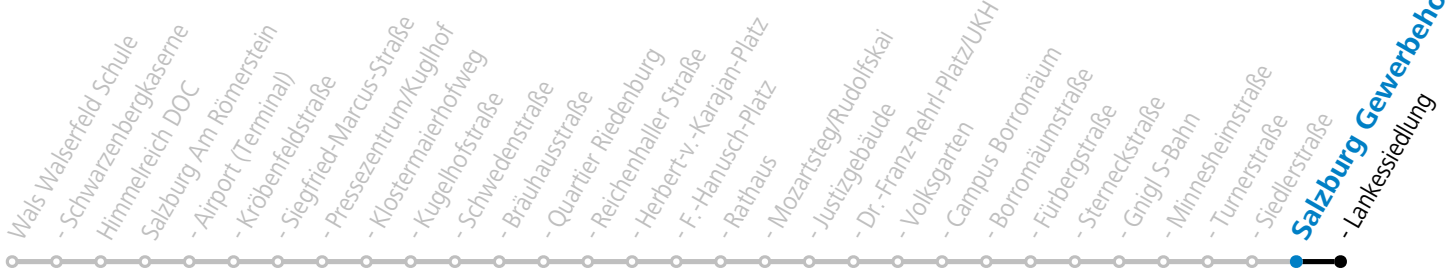 Wals Walserfeld Schule
- Schwarzenbergkaserne
Himmelreich DOC
Salzburg Am Römerstein
- Airport (Terminal)
- Kröbenfeldstraße
- Siegfried-Marcus-Straße
- Pressezentrum/Kuglhof
- Klostermaierhofweg
- Kugelhofstraße
- Schwedenstraße
- Bräuhausstraße
- Quartier Riedenburg
- Reichenhaller Straße
- Herbert-v.-Karajan-Platz
- F.-Hanusch-Platz
- Rathaus
- Mozartsteg/Rudolfskai
- Justizgebäude
- Dr.-Franz-Rehrl-Platz/UKH
- Volksgarten
- Campus Borromäum
- Borromäumstraße
- Fürbergstraße
- Sterneckstraße
- Gnigl S-Bahn
- Minnesheimstraße
- Turnerstraße
- Siedlerstraße
Salzburg Gewerbeho
- Lankessiedlung